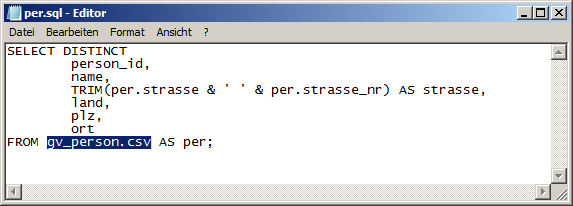 per.sql - Editor
Datei Bearbeiten Format Ansicht ?
SELECT DISTINCT
person_id,
name,
TRIM(per.strasse & ' ' & per.strasse_nr) AS strasse,
land,
plz,
ort
FROM gv_person.csv AS per;